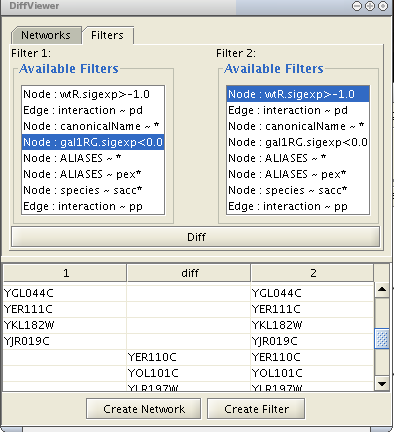 DiffViewer
Networks Filters
Filter 1: Filter 2:
Available Filters Available Filters
Node : wtR.sigexp>-1.0 Node : wtR.sigexp>-1.0
Edge : interaction ~ pd Edge : interaction ~ pd
Node : canonicalName ~ * Node : canonicalName ~ *
Node : gal1RG.sigexp<0.0 Node : gal1RG.sigexp<0.0
Node : ALIASES ~ * Node : ALIASES ~ *
Node : ALIASES ~ pex* Node : ALIASES ~ pex*
Node : species ~ sacc* Node : species ~ sacc*
Edge : interaction ~ pp Edge : interaction ~ pp
Diff
1 diff 2
YGL044C YGL044C
YER111C YER111C
YKL182W YKL182W
YJR019C YJR019C
YER110C YER110C
YOL101C YOL101C
YLR197W YLR197W
Create Network Create Filter